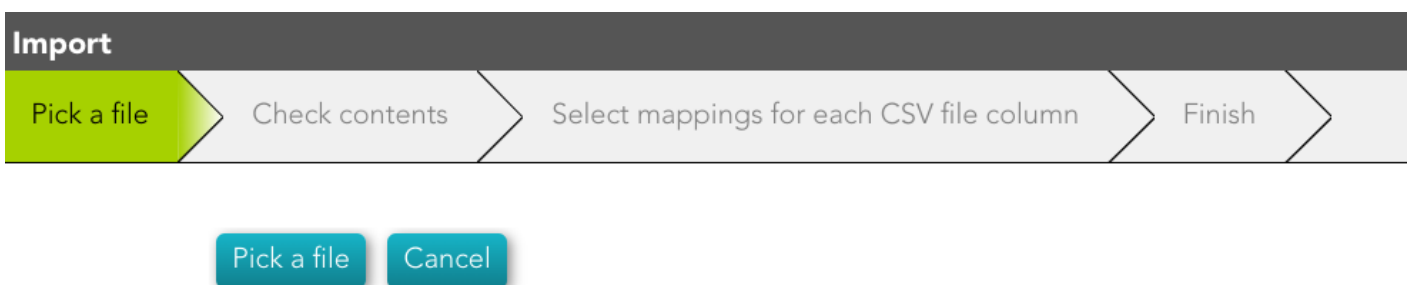 Import
Pick a file Check contents Select mappings for each CSV file column Finish
Pick a file Cancel